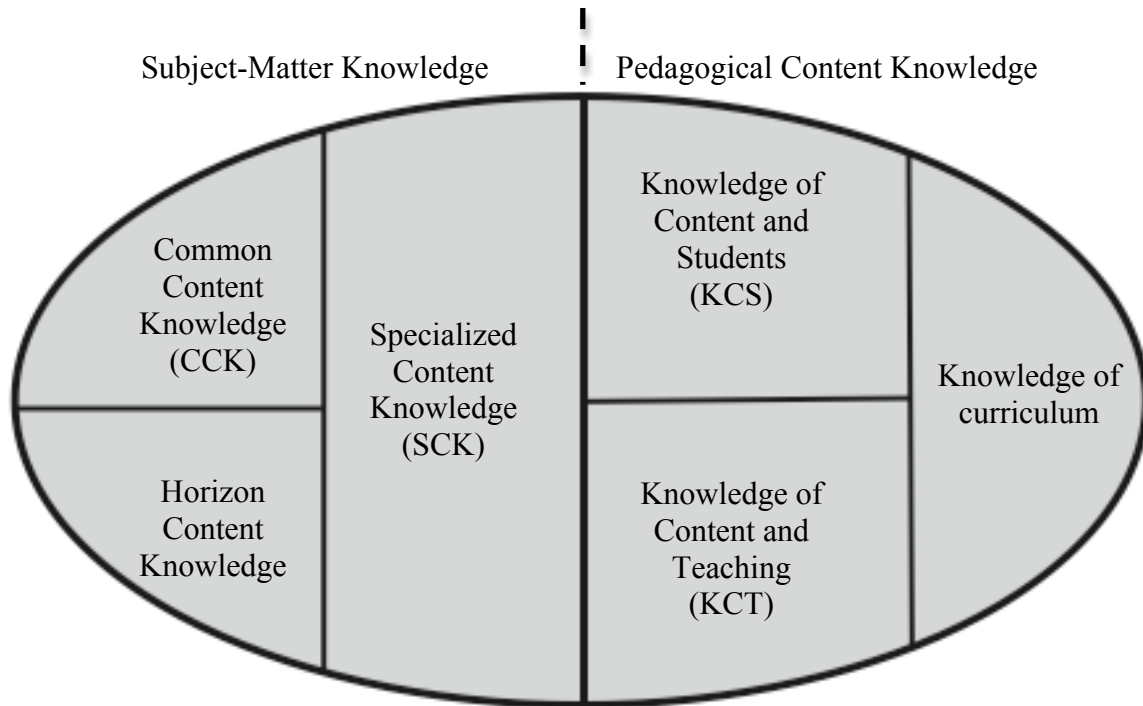 Subject-Matter Knowledge
Pedagogical Content Knowledge
Common
Content
Knowledge
(CCK)
Horizon
Content
Knowledge
Specialized
Content
Knowledge
(SCK)
Knowledge of
Content and
Students
(KCS)
Knowledge of
Content and
Teaching
(KCT)
Knowledge of
curriculum